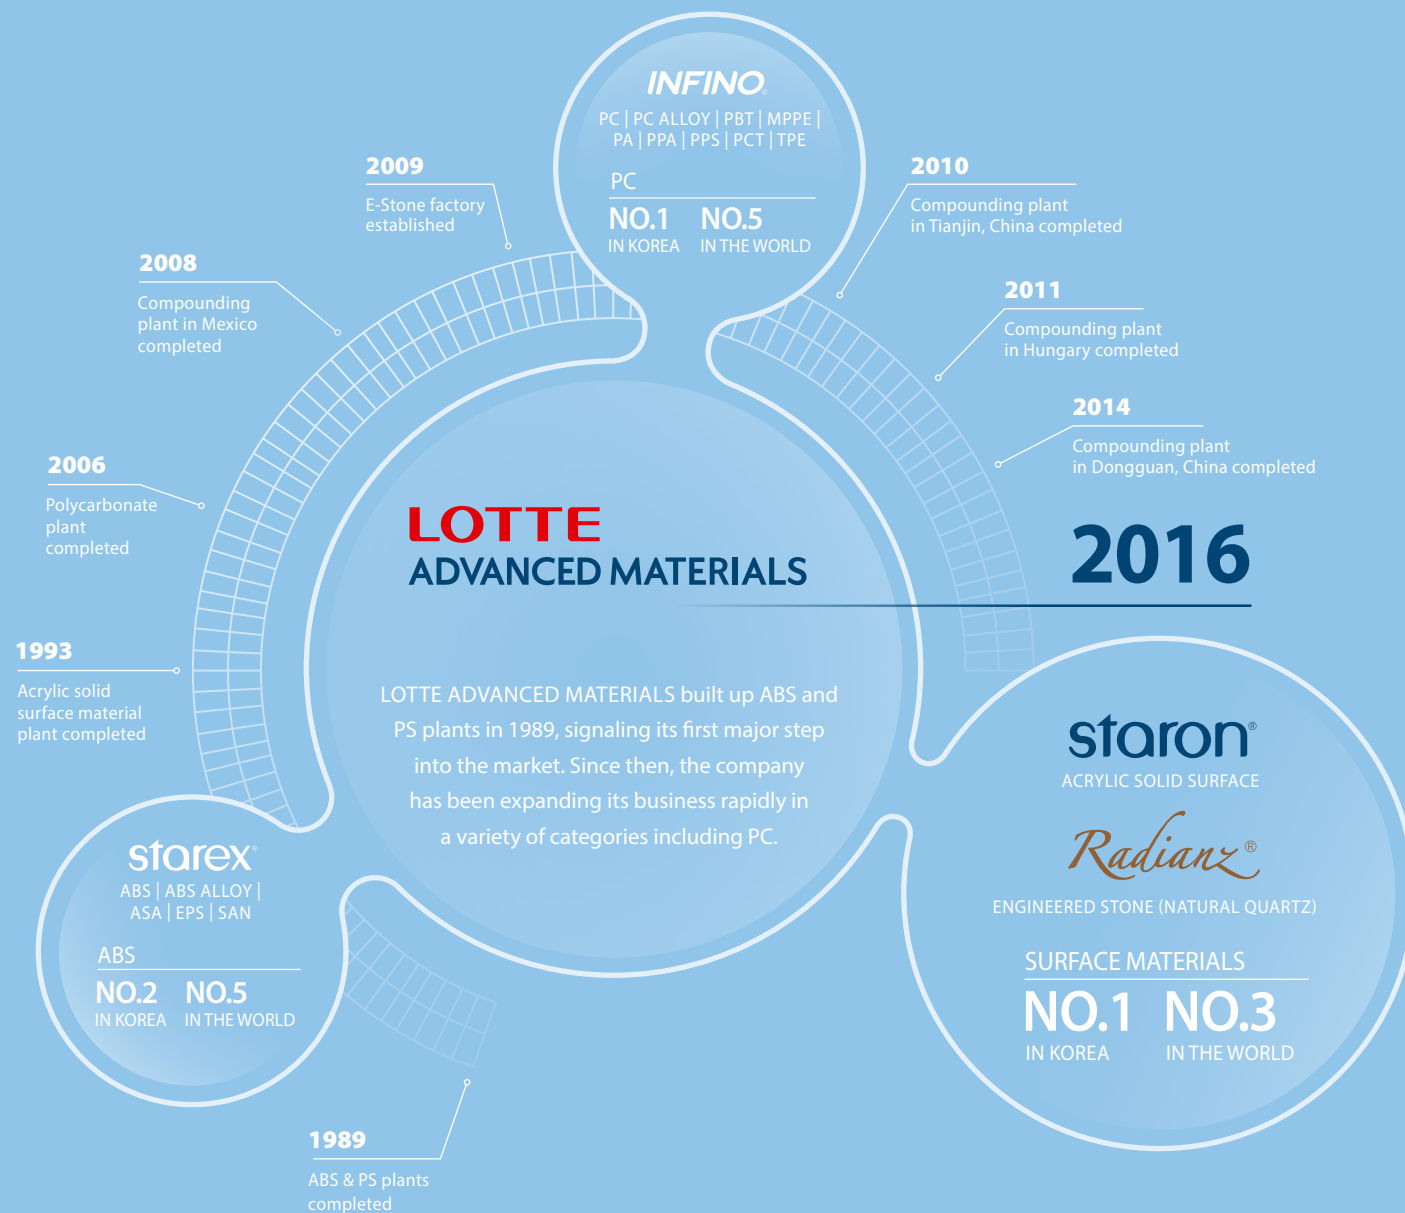 INFINO®
PC | PC ALLOY | PBT | MPPE |
PA | PPA | PPS | PCT | TPE
PC
NO.1 NO.5
IN KOREA IN THE WORLD
2009
E-Stone factory
established
2008
Compounding
plant in Mexico
completed
2006
Polycarbonate
plant
completed
1993
Acrylic solid
surface material
plant completed
2010
Compounding plant
in Tianjin, China completed
2011
Compounding plant
in Hungary completed
2014
Compounding plant
in Dongguan, China completed
2016
LOTTE
ADVANCED MATERIALS
LOTTE ADVANCED MATERIALS built up ABS and
PS plants in 1989, signaling its first major step
into the market. Since then, the company
has been expanding its business rapidly in
a variety of categories including PC.
starex®
ABS | ABS ALLOY |
ASA | EPS | SAN
ABS
NO.2 NO.5
IN KOREA IN THE WORLD
1989
ABS & PS plants
completed
staron®
ACRYLIC SOLID SURFACE
Radianz®
ENGINEERED STONE (NATURAL QUARTZ)
SURFACE MATERIALS
NO.1 NO.3
IN KOREA IN THE WORLD